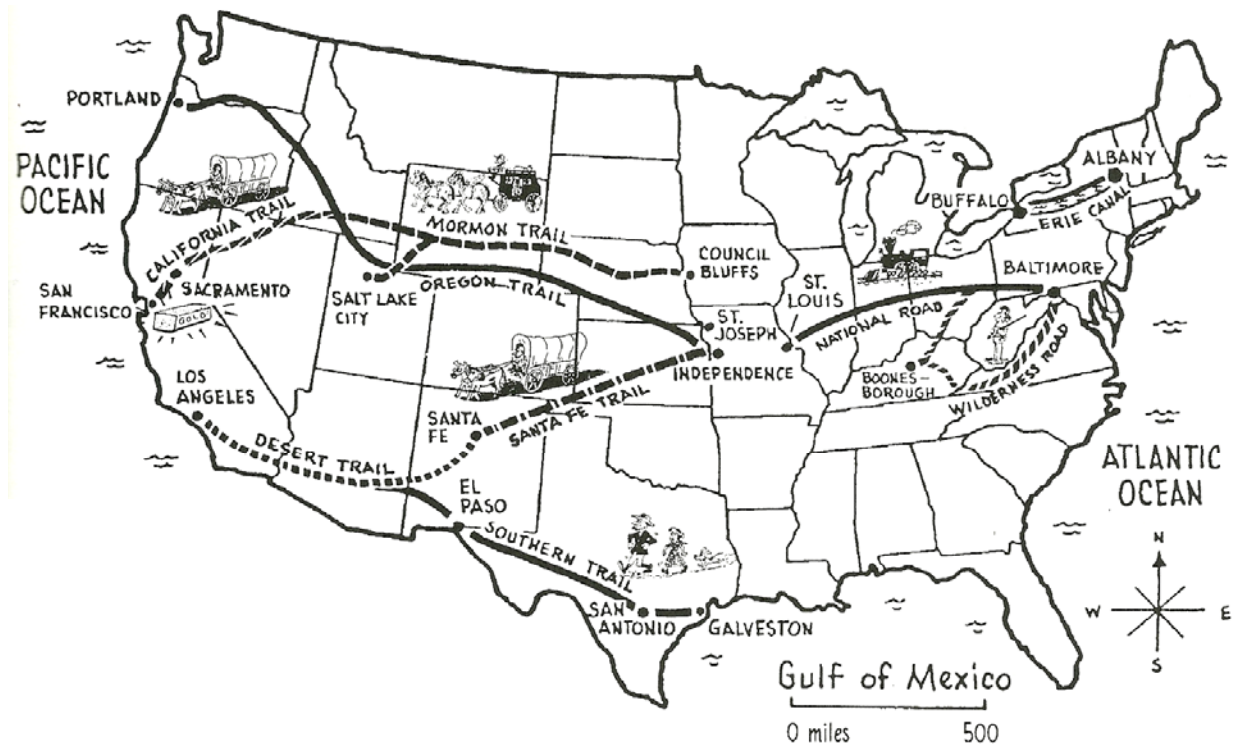 PORTLAND
PACIFIC
OCEAN
CALIFORNIA TRAIL
SAN
FRANCISCO
SACRAMENTO
GOLD
MORMON TRAIL
SALT LAKE
CITY
OREGON TRAIL
COUNCIL
BLUFFS
ST.
JOSEPH
INDEPENDENCE
ST.
LOUIS
NATIONAL ROAD
BUFFALO
ALBANY
ERIE CANAL
BALTIMORE
BOONES-
BOROUGH
WILDERNESS ROAD
LOS
ANGELES
DESERT TRAIL
SANTA
FE
SANTA FE TRAIL
EL
PASO
SOUTHERN TRAIL
SAN
ANTONIO
GALVESTON
ATLANTIC
OCEAN
N
W
E
S
Gulf of Mexico
0 miles 500